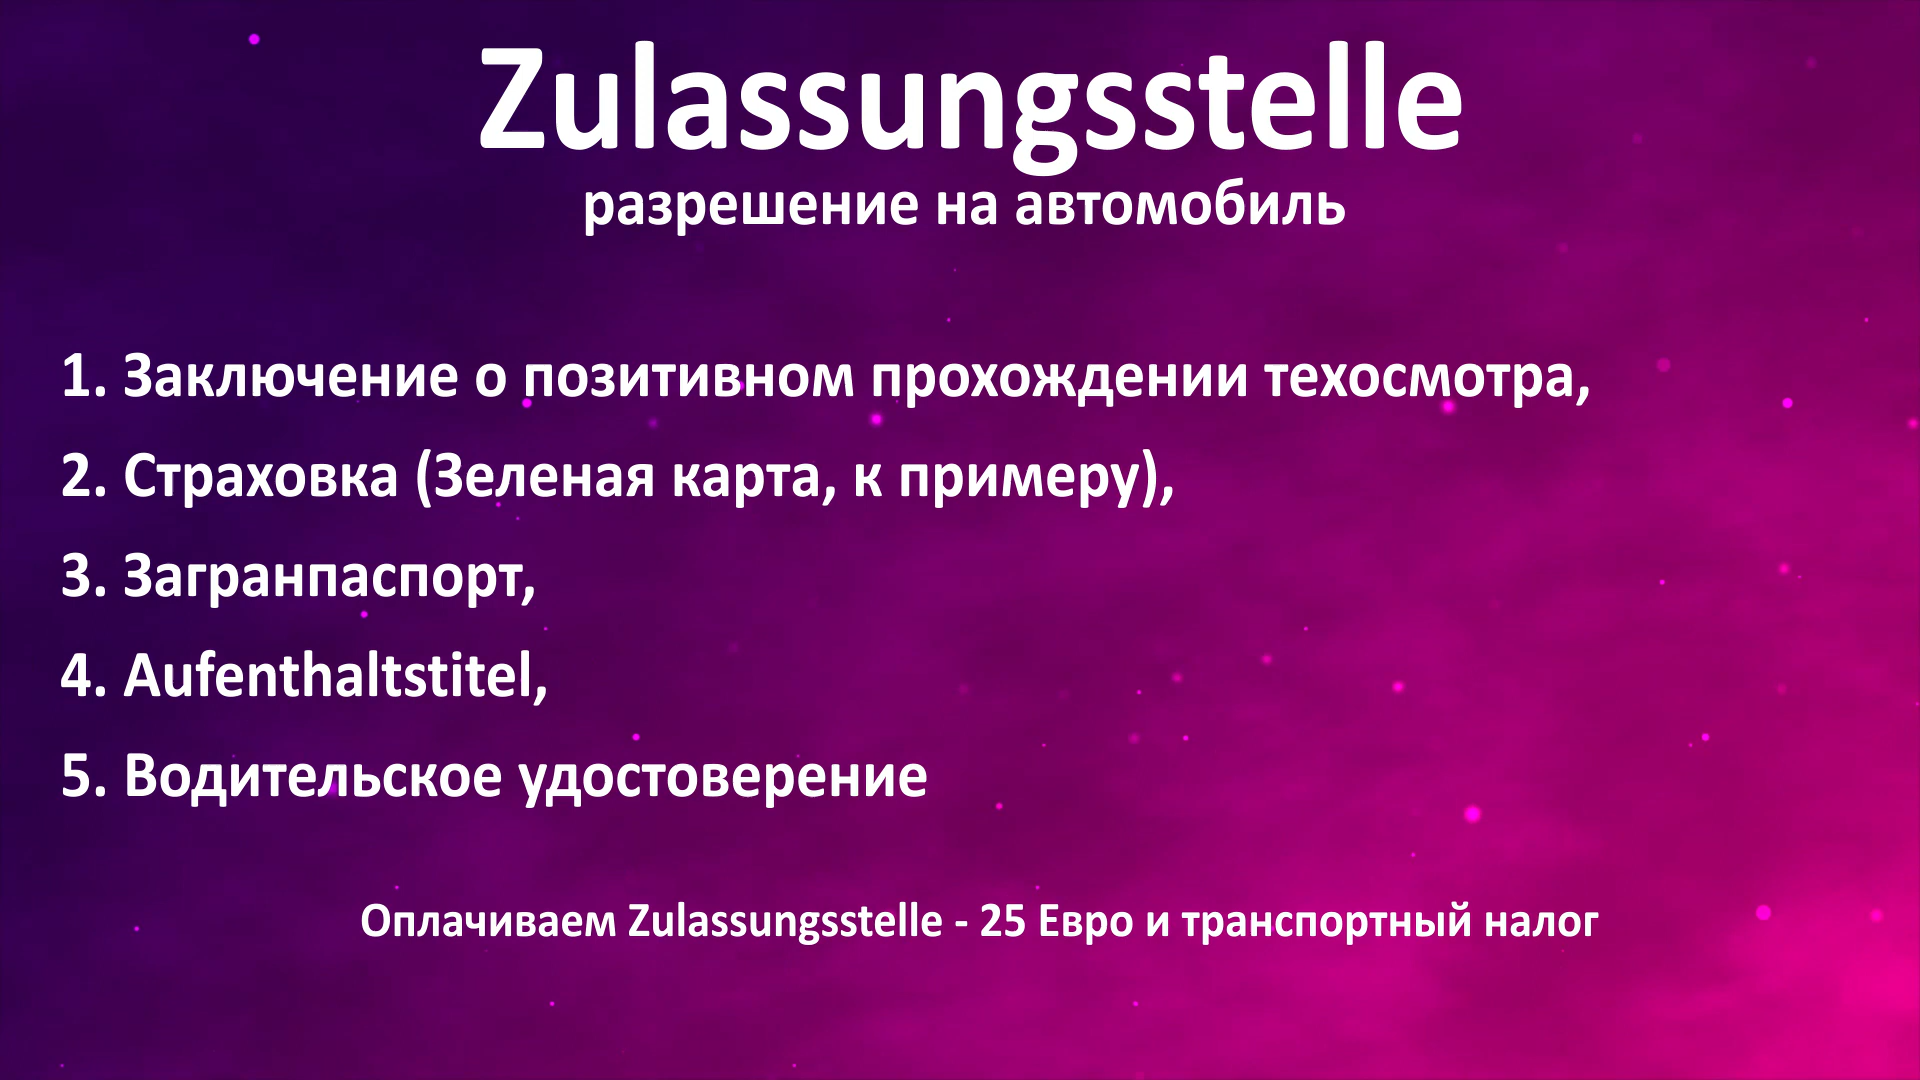 Zulassungsstelle
разрешение на автомобиль
1. Заключение о позитивном прохождении техосмотра,
2. Страховка (Зеленая карта, к примеру),
3. Загранпаспорт,
4. Aufenthaltstitel,
5. Водительское удостоверение
Оплачиваем Zulassungsstelle - 25 Евро и транспортный налог